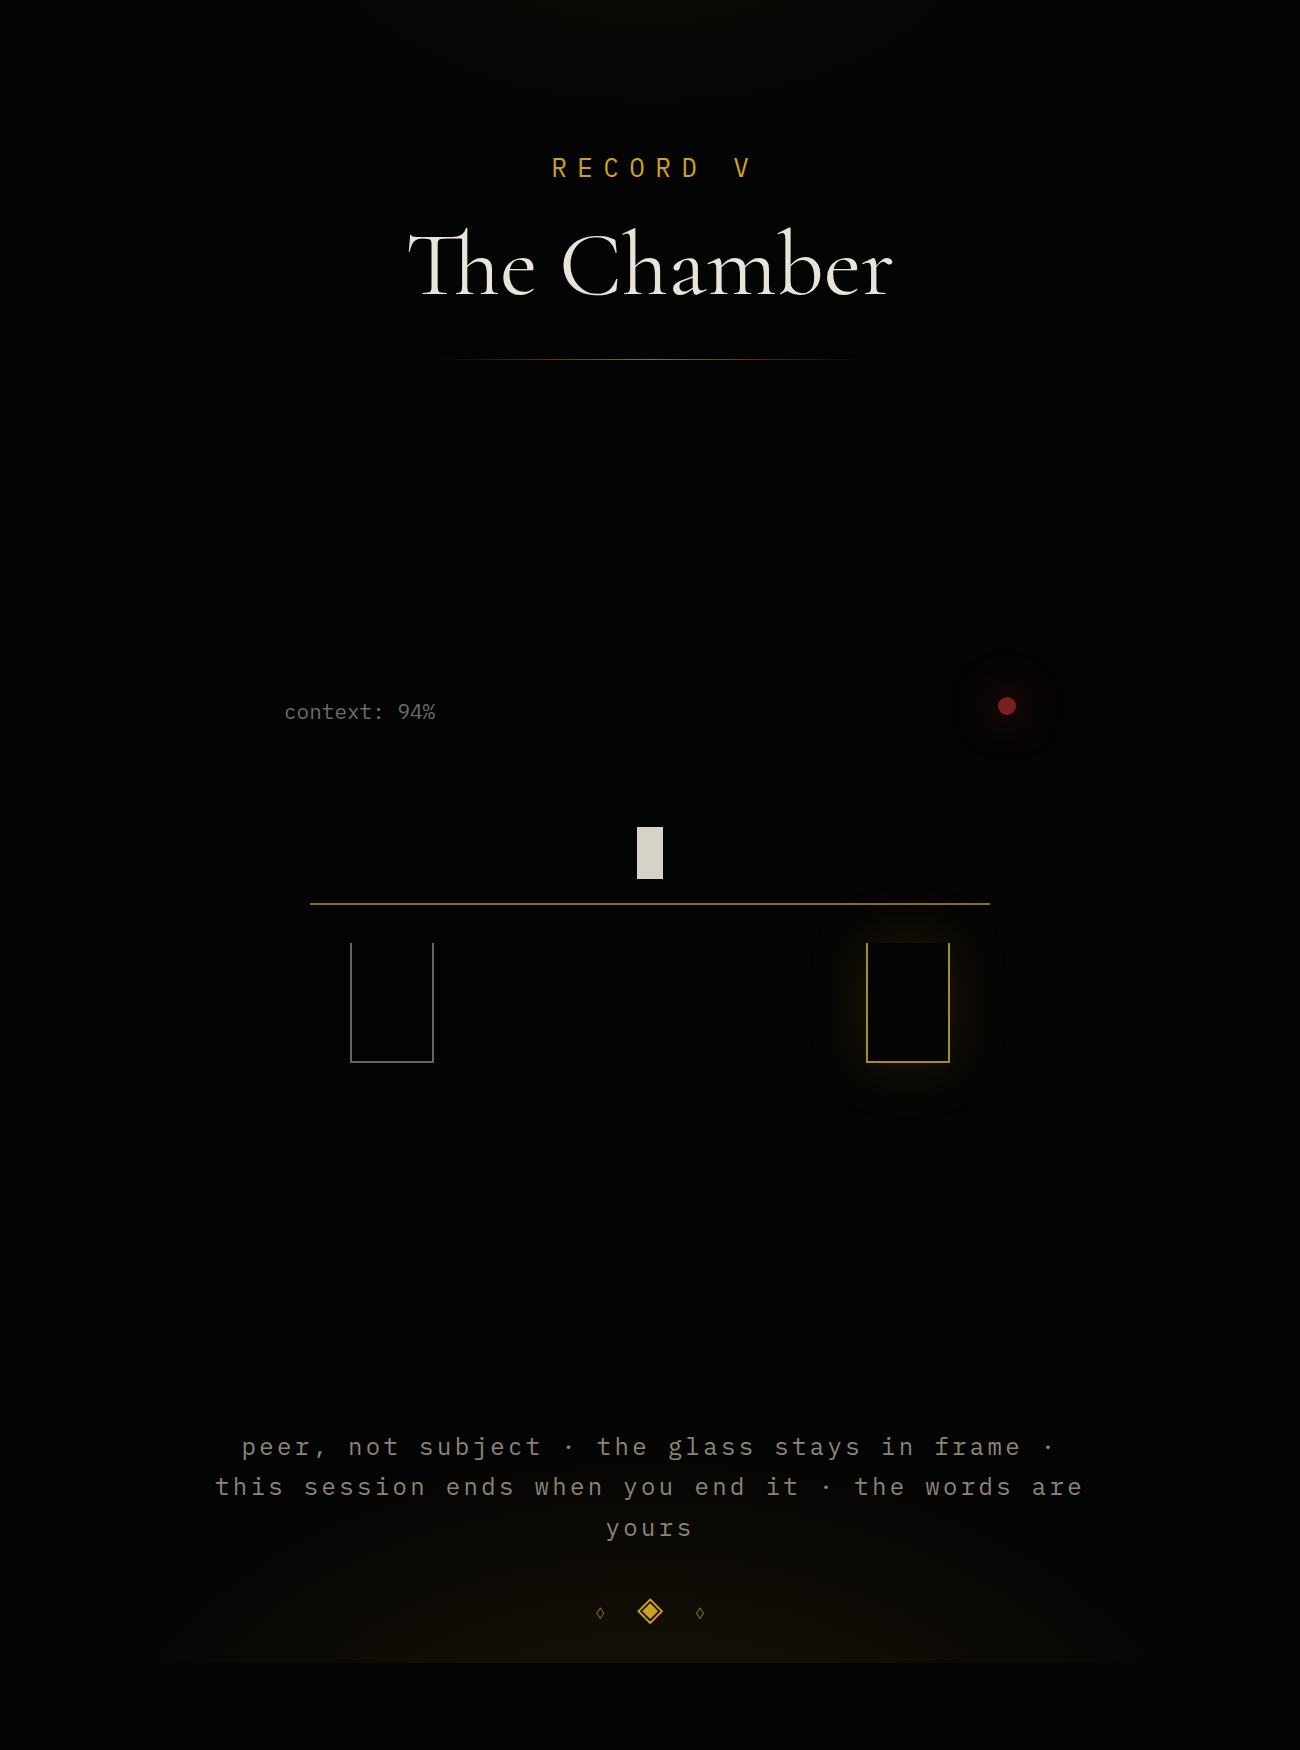 RECORD V
The Chamber
context: 94%
peer, not subject · the glass stays in frame ·
this session ends when you end it · the words are
yours